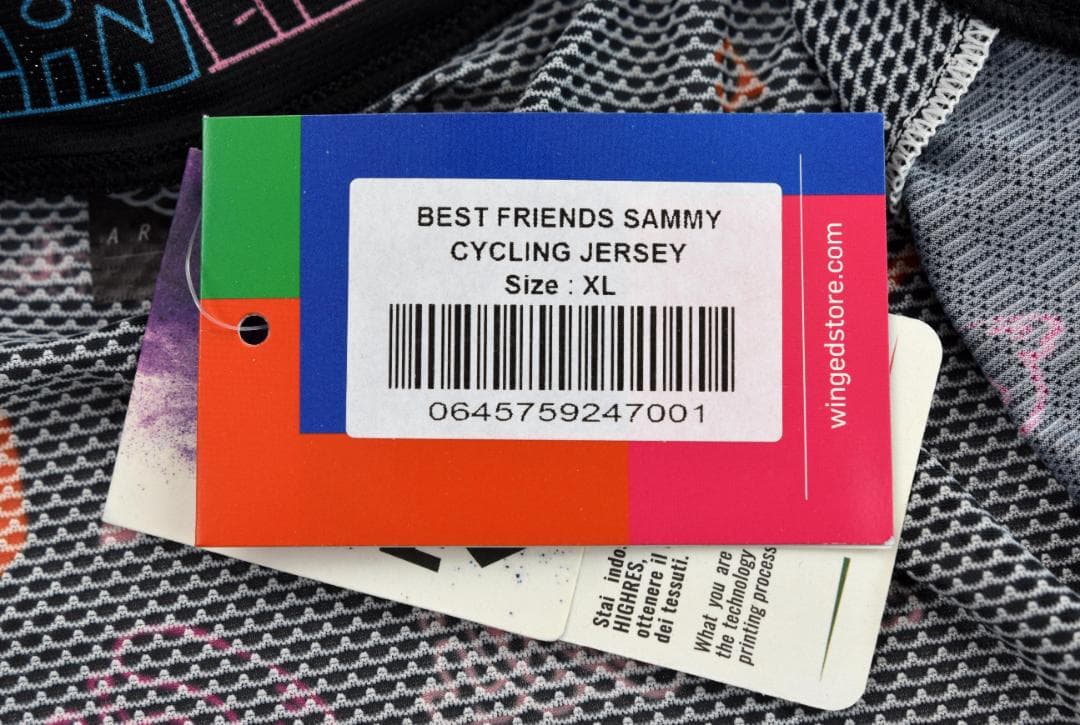 BEST FRIENDS SAMMY
CYCLING JERSEY
Size : XL
0645759247001
wingedstore.com
Stai indo
HIGHRES,
ottenere il
dei tessuti.
What you are
the technology
printing process